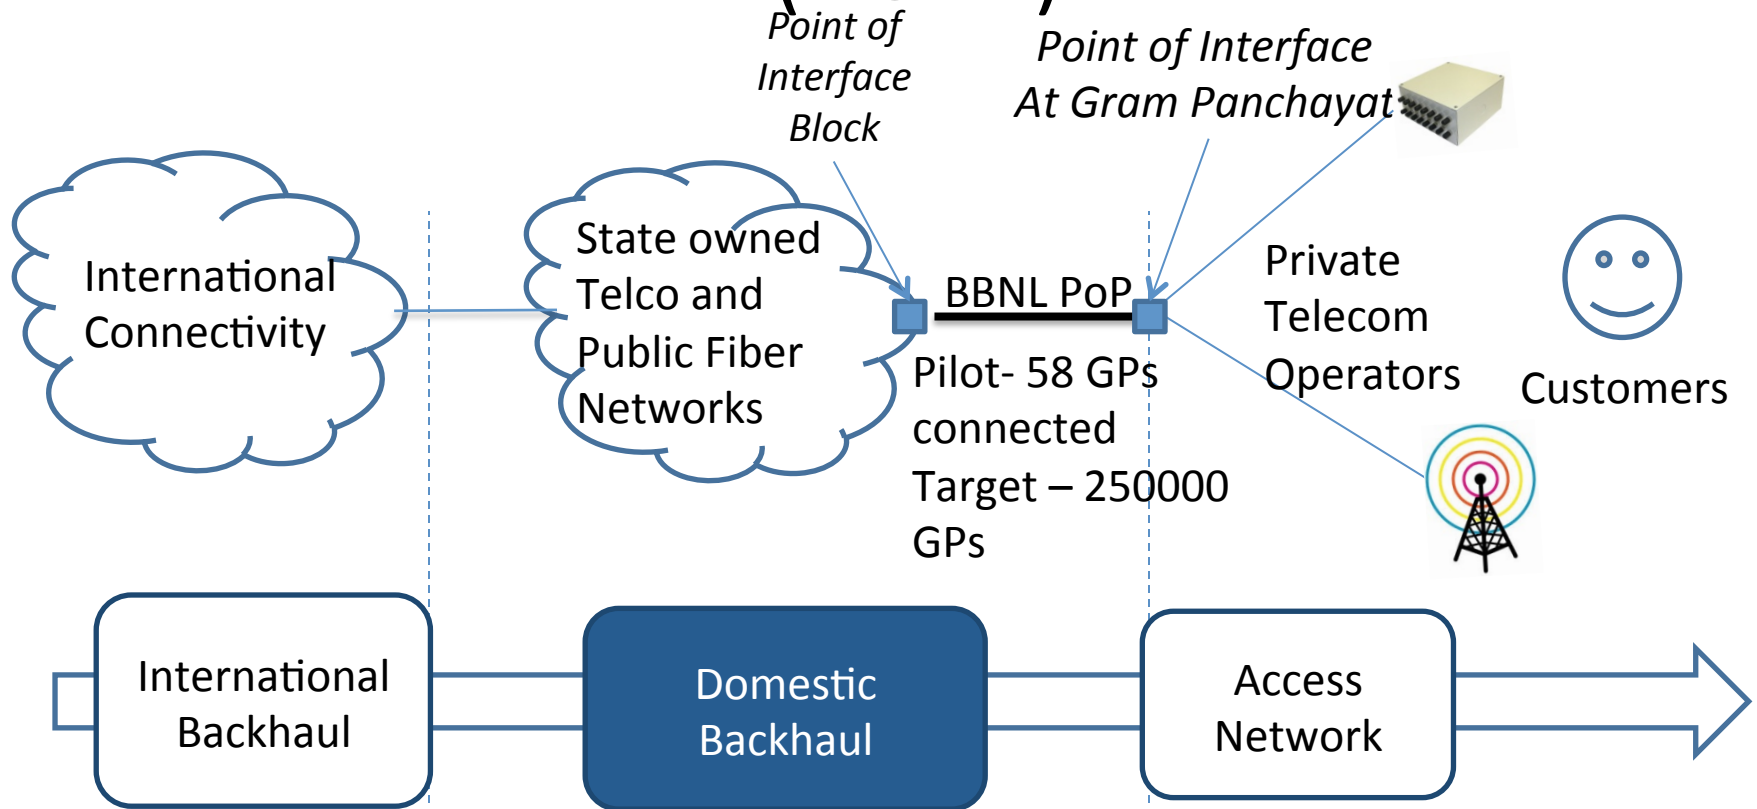 Point of
Interface
Block
Point of Interface
At Gram Panchayat
International
Connectivity
State owned
Telco and
Public Fiber
Networks
BBNL PoP
Pilot- 58 GPs
connected
Target – 250000
GPs
Private
Telecom
Operators
Customers
International
Backhaul
Domestic
Backhaul
Access
Network